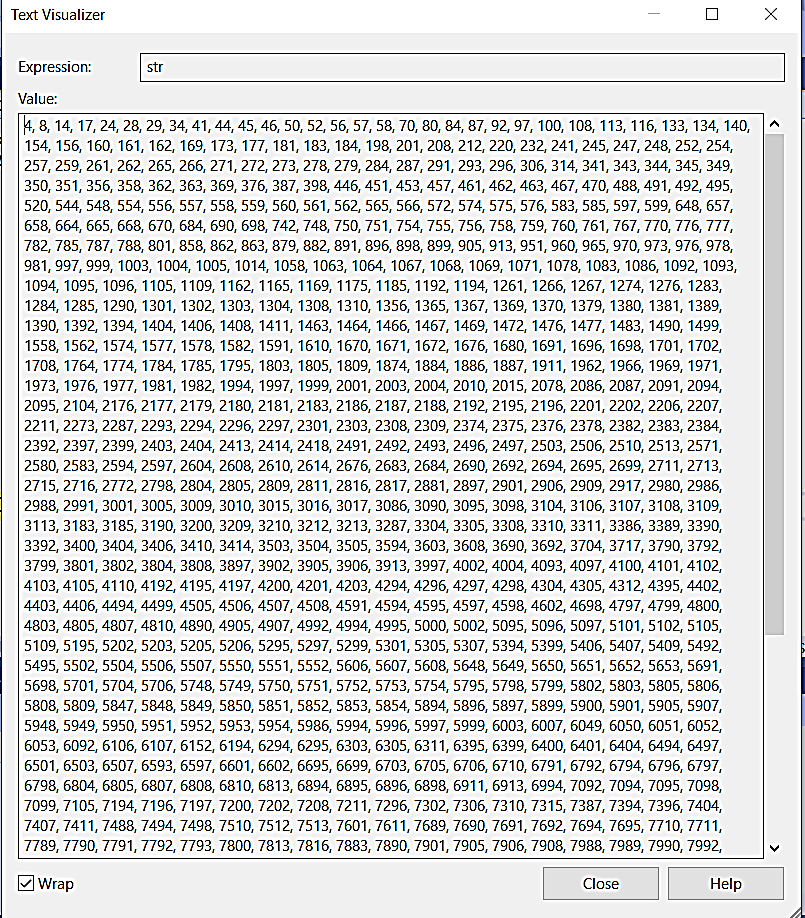 Text Visualizer
Expression:
str
Value:
4, 8, 14, 17, 24, 28, 29, 34, 41, 44, 45, 46, 50, 52, 56, 57, 58, 70, 80, 84, 87, 92, 97, 100, 108, 113, 116, 133, 134, 140,
154, 156, 160, 161, 162, 169, 173, 177, 181, 183, 184, 198, 201, 208, 212, 220, 232, 241, 245, 247, 248, 252, 254,
257, 259, 261, 262, 265, 266, 271, 272, 273, 278, 279, 284, 287, 291, 293, 296, 306, 314, 341, 343, 344, 345, 349,
350, 351, 356, 358, 362, 363, 369, 376, 387, 398, 446, 451, 453, 457, 461, 462, 463, 467, 470, 488, 491, 492, 495,
520, 544, 548, 554, 556, 557, 558, 559, 560, 561, 562, 565, 566, 572, 574, 575, 576, 583, 585, 597, 599, 648, 657,
658, 664, 665, 668, 670, 684, 690, 698, 742, 748, 750, 751, 754, 755, 756, 758, 759, 760, 761, 767, 770, 776, 777,
782, 785, 787, 788, 801, 858, 862, 863, 879, 882, 891, 896, 898, 899, 905, 913, 951, 960, 965, 970, 973, 976, 978,
981, 997, 999, 1003, 1004, 1005, 1014, 1058, 1063, 1064, 1067, 1068, 1069, 1071, 1078, 1083, 1086, 1092, 1093,
1094, 1095, 1096, 1105, 1109, 1162, 1165, 1169, 1175, 1185, 1192, 1194, 1261, 1266, 1267, 1274, 1276, 1283,
1284, 1285, 1290, 1301, 1302, 1303, 1304, 1308, 1310, 1356, 1365, 1367, 1369, 1370, 1379, 1380, 1381, 1389,
1390, 1392, 1394, 1404, 1406, 1408, 1411, 1463, 1464, 1466, 1467, 1469, 1472, 1476, 1477, 1483, 1490, 1499,
1558, 1562, 1574, 1577, 1578, 1582, 1591, 1610, 1670, 1671, 1672, 1676, 1680, 1691, 1696, 1698, 1701, 1702,
1708, 1764, 1774, 1784, 1785, 1795, 1803, 1805, 1809, 1874, 1884, 1886, 1887, 1911, 1962, 1966, 1969, 1971,
1973, 1976, 1977, 1981, 1982, 1994, 1997, 1999, 2001, 2003, 2004, 2010, 2015, 2078, 2086, 2087, 2091, 2094,
2095, 2104, 2176, 2177, 2179, 2180, 2181, 2183, 2186, 2187, 2188, 2192, 2195, 2196, 2201, 2202, 2206, 2207,
2211, 2273, 2287, 2293, 2294, 2296, 2297, 2301, 2303, 2308, 2309, 2374, 2375, 2376, 2378, 2382, 2383, 2384,
2392, 2397, 2399, 2403, 2404, 2413, 2414, 2418, 2491, 2492, 2493, 2496, 2497, 2503, 2506, 2510, 2513, 2571,
2580, 2583, 2594, 2597, 2604, 2608, 2610, 2614, 2676, 2683, 2684, 2690, 2692, 2694, 2695, 2699, 2711, 2713,
2715, 2716, 2772, 2798, 2804, 2805, 2809, 2811, 2816, 2817, 2881, 2897, 2901, 2906, 2909, 2917, 2980, 2986,
2988, 2991, 3001, 3005, 3009, 3010, 3015, 3016, 3017, 3086, 3090, 3095, 3098, 3104, 3106, 3107, 3108, 3109,
3113, 3183, 3185, 3190, 3200, 3209, 3210, 3212, 3213, 3287, 3304, 3305, 3308, 3310, 3311, 3386, 3389, 3390,
3392, 3400, 3404, 3406, 3410, 3414, 3503, 3504, 3505, 3594, 3603, 3608, 3690, 3692, 3704, 3717, 3790, 3792,
3799, 3801, 3802, 3804, 3808, 3897, 3902, 3905, 3906, 3913, 3997, 4002, 4004, 4093, 4097, 4100, 4101, 4102,
4103, 4105, 4110, 4192, 4195, 4197, 4200, 4201, 4203, 4294, 4296, 4297, 4298, 4304, 4305, 4312, 4395, 4402,
4403, 4406, 4494, 4499, 4505, 4506, 4507, 4508, 4591, 4594, 4595, 4597, 4598, 4602, 4698, 4797, 4799, 4800,
4803, 4805, 4807, 4810, 4890, 4905, 4907, 4992, 4994, 4995, 5000, 5002, 5095, 5096, 5097, 5101, 5102, 5105,
5109, 5195, 5202, 5203, 5205, 5206, 5295, 5297, 5299, 5301, 5305, 5307, 5394, 5399, 5406, 5407, 5409, 5492,
5495, 5502, 5504, 5506, 5507, 5550, 5551, 5552, 5606, 5607, 5608, 5648, 5649, 5650, 5651, 5652, 5653, 5691,
5698, 5701, 5704, 5706, 5748, 5749, 5750, 5751, 5752, 5753, 5754, 5795, 5798, 5799, 5802, 5803, 5805, 5806,
5808, 5809, 5847, 5848, 5849, 5850, 5851, 5852, 5853, 5854, 5894, 5896, 5897, 5899, 5900, 5901, 5905, 5907,
5948, 5949, 5950, 5951, 5952, 5953, 5954, 5986, 5994, 5996, 5997, 5999, 6003, 6007, 6049, 6050, 6051, 6052,
6053, 6092, 6106, 6107, 6152, 6194, 6294, 6295, 6303, 6305, 6311, 6395, 6399, 6400, 6401, 6404, 6494, 6497,
6501, 6503, 6507, 6593, 6597, 6601, 6602, 6695, 6699, 6703, 6705, 6706, 6710, 6791, 6792, 6794, 6796, 6797,
6798, 6804, 6805, 6807, 6808, 6810, 6813, 6894, 6895, 6896, 6898, 6911, 6913, 6994, 7092, 7094, 7095, 7098,
7099, 7105, 7194, 7196, 7197, 7200, 7202, 7208, 7211, 7296, 7302, 7306, 7310, 7315, 7387, 7394, 7396, 7404,
7407, 7411, 7488, 7494, 7498, 7510, 7512, 7513, 7601, 7611, 7689, 7690, 7691, 7692, 7694, 7695, 7710, 7711,
7789, 7790, 7791, 7792, 7793, 7800, 7813, 7816, 7883, 7890, 7901, 7905, 7906, 7908, 7988, 7989, 7990, 7992,
Wrap
Close
Help